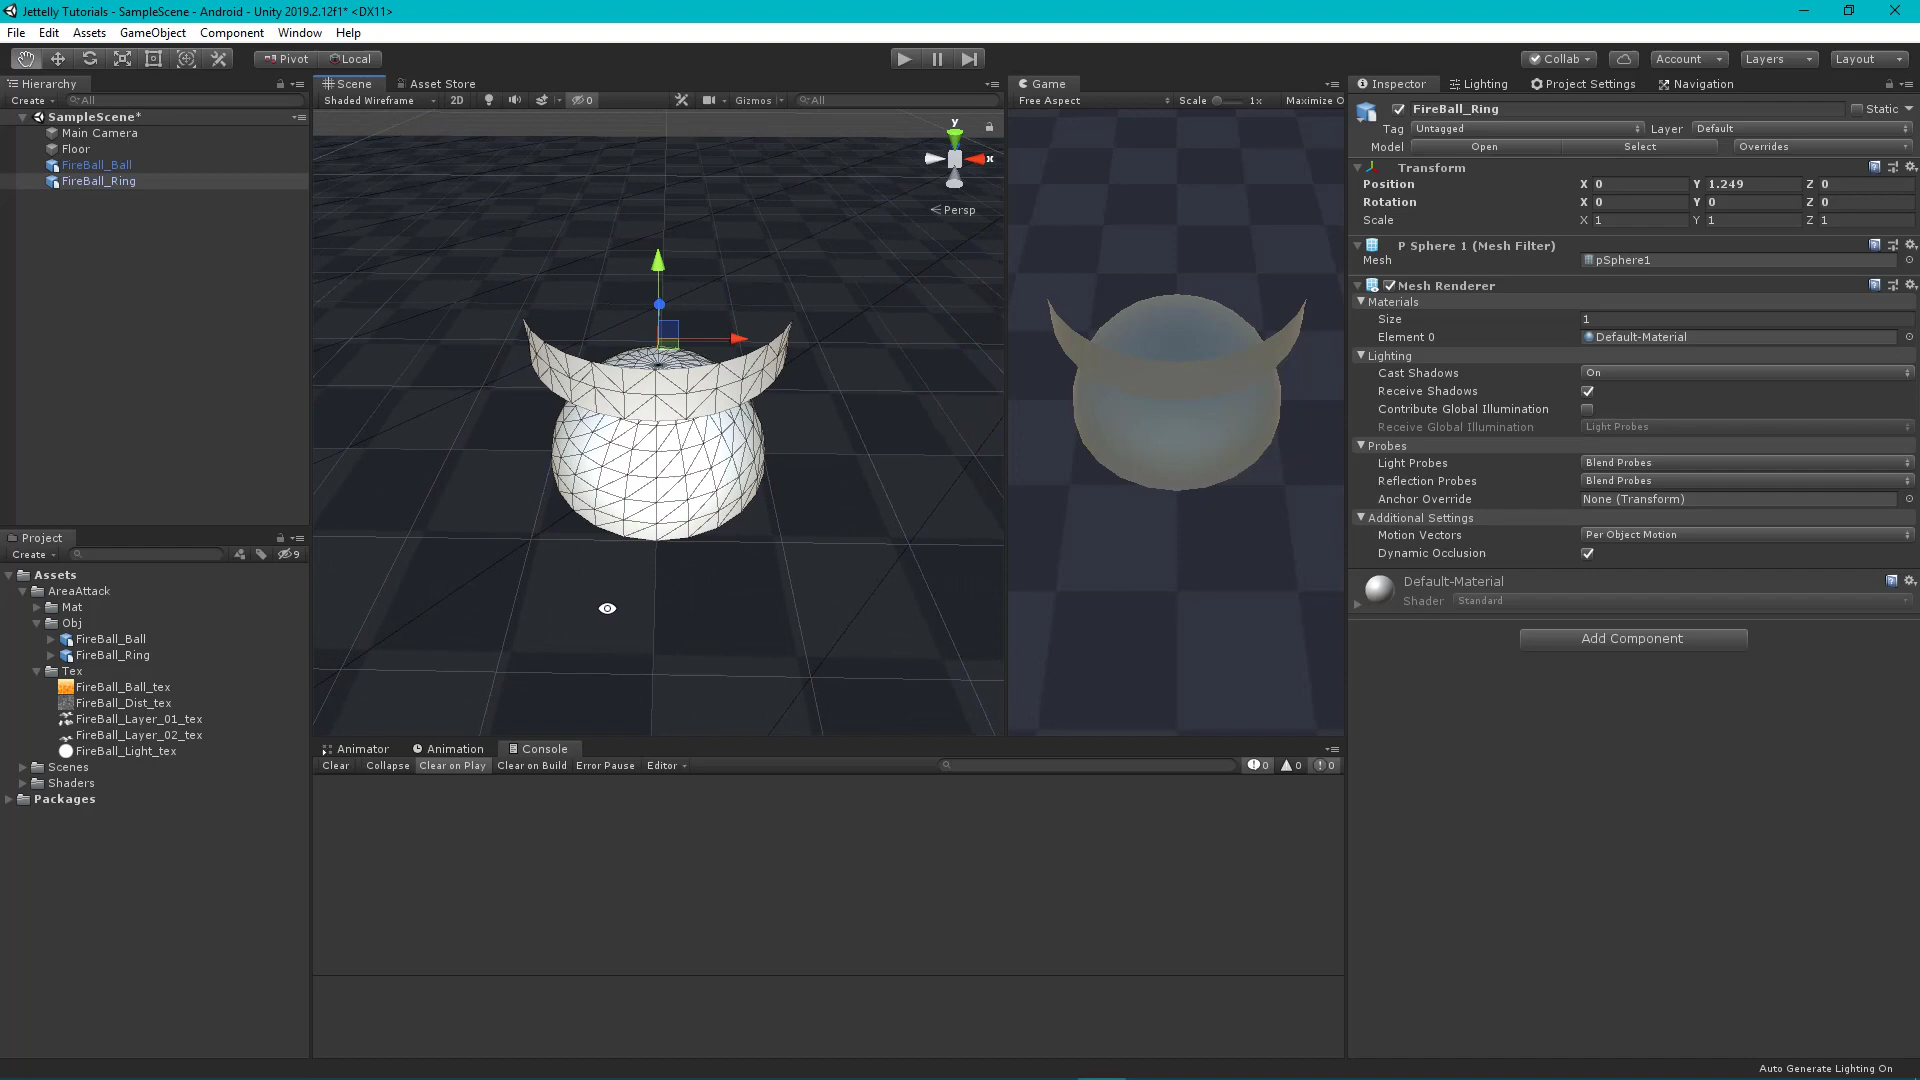 Jettelly Tutorials - SampleScene - Android - Unity 2019.2.12f1* <DX11>
File Edit Assets GameObject Component Window Help
Pivot Local Collab Account Layers Layout
Hierarchy
Create All
SampleScene*
Main Camera
Floor
FireBall_Ball
FireBall_Ring
Project
Create 9
Assets
AreaAttack
Mat
Obj
FireBall_Ball
FireBall_Ring
Tex
FireBall_Ball_tex
FireBall_Dist_tex
FireBall_Layer_01_tex
FireBall_Layer_02_tex
FireBall_Light_tex
Scenes
Shaders
Packages
Scene Asset Store
Shaded Wireframe 2D 0 Gizmos All
y
x
Persp
Game
Free Aspect Scale 1x Maximize O
Animator Animation Console
Clear Collapse Clear on Play Clear on Build Error Pause Editor 0 0 0
Inspector Lighting Project Settings Navigation
FireBall_Ring Static
Tag Untagged Layer Default
Model Open Select Overrides
Transform
Position X 0 Y 1.249 Z 0
Rotation X 0 Y 0 Z 0
Scale X 1 Y 1 Z 1
P Sphere 1 (Mesh Filter)
Mesh pSphere1
Mesh Renderer
Materials
Size 1
Element 0 Default-Material
Lighting
Cast Shadows On
Receive Shadows
Contribute Global Illumination
Receive Global Illumination Light Probes
Probes
Light Probes Blend Probes
Reflection Probes Blend Probes
Anchor Override None (Transform)
Additional Settings
Motion Vectors Per Object Motion
Dynamic Occlusion
Default-Material
Shader Standard
Add Component
Auto Generate Lighting On